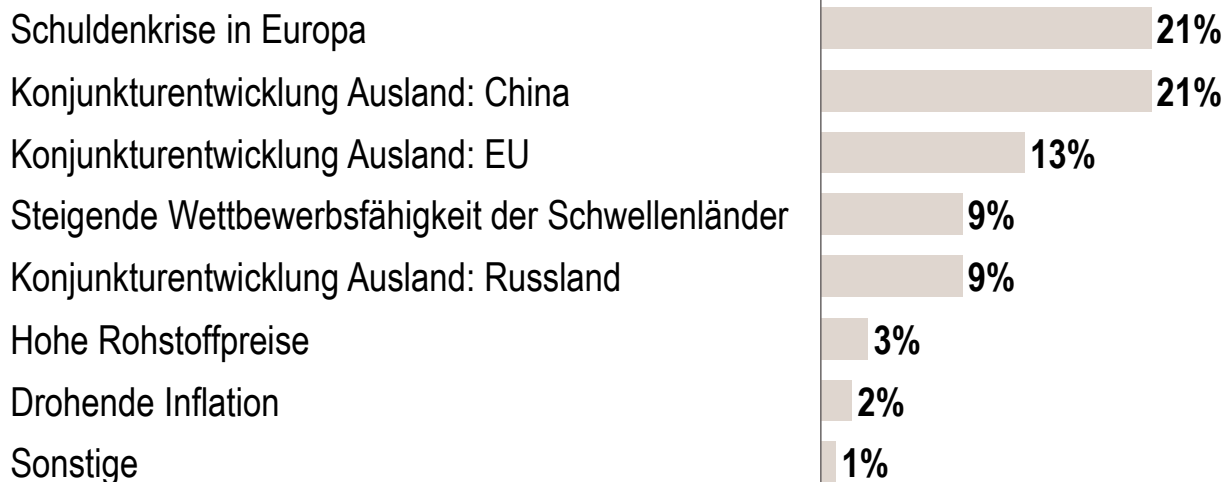 Schuldenkrise in Europa 21%
Konjunkturentwicklung Ausland: China 21%
Konjunkturentwicklung Ausland: EU 13%
Steigende Wettbewerbsfähigkeit der Schwellenländer 9%
Konjunkturentwicklung Ausland: Russland 9%
Hohe Rohstoffpreise 3%
Drohende Inflation 2%
Sonstige 1%